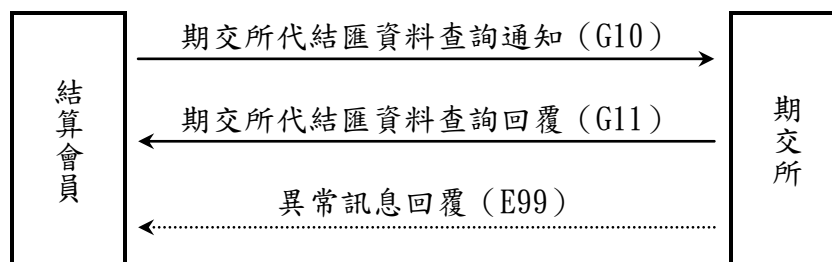 結算會員
期交所代結匯資料查詢通知（G10）
期交所代結匯資料查詢回覆（G11）
異常訊息回覆（E99）
期交所